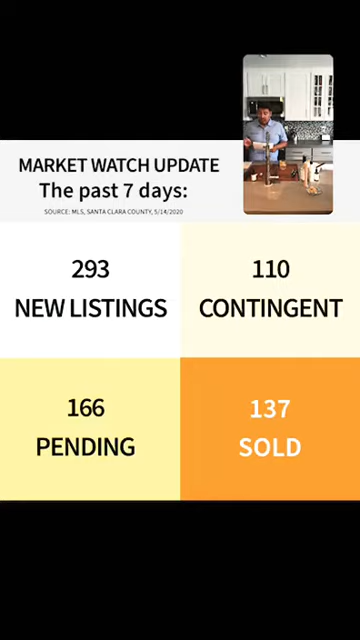 MARKET WATCH UPDATE
The past 7 days:
SOURCE: MLS, SANTA CLARA COUNTY, 5/14/2020
293
NEW LISTINGS
110
CONTINGENT
166
PENDING
137
SOLD